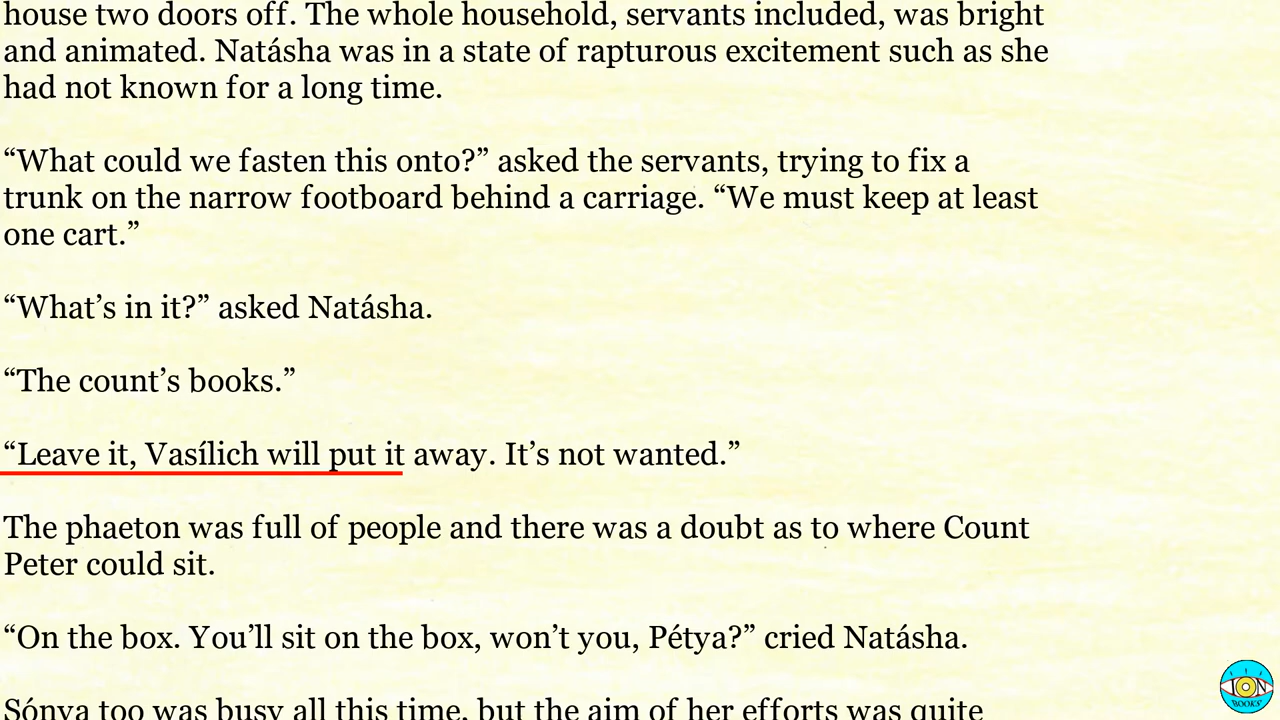 house two doors off. The whole household, servants included, was bright
and animated. Natásha was in a state of rapturous excitement such as she
had not known for a long time.
“What could we fasten this onto?” asked the servants, trying to fix a
trunk on the narrow footboard behind a carriage. “We must keep at least
one cart.”
“What’s in it?” asked Natásha.
“The count’s books.”
“Leave it, Vasílich will put it away. It’s not wanted.”
The phaeton was full of people and there was a doubt as to where Count
Peter could sit.
“On the box. You’ll sit on the box, won’t you, Pétya?” cried Natásha.
Sónya too was busy all this time, but the aim of her efforts was quite
ION
BOOKS